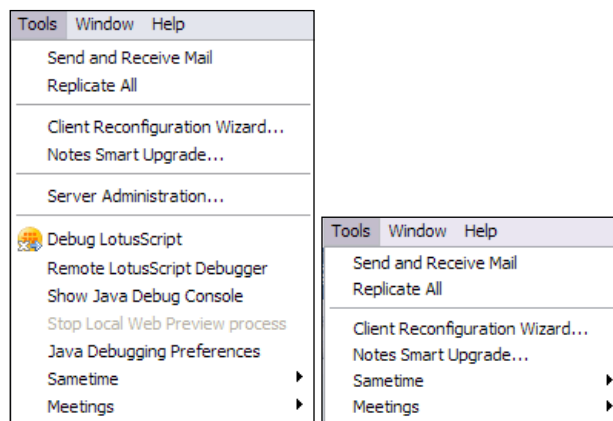 Tools Window Help
Send and Receive Mail
Replicate All
Client Reconfiguration Wizard...
Notes Smart Upgrade...
Server Administration...
Debug LotusScript
Remote LotusScript Debugger
Show Java Debug Console
Stop Local Web Preview process
Java Debugging Preferences
Sametime
Meetings
Tools Window Help
Send and Receive Mail
Replicate All
Client Reconfiguration Wizard...
Notes Smart Upgrade...
Sametime
Meetings